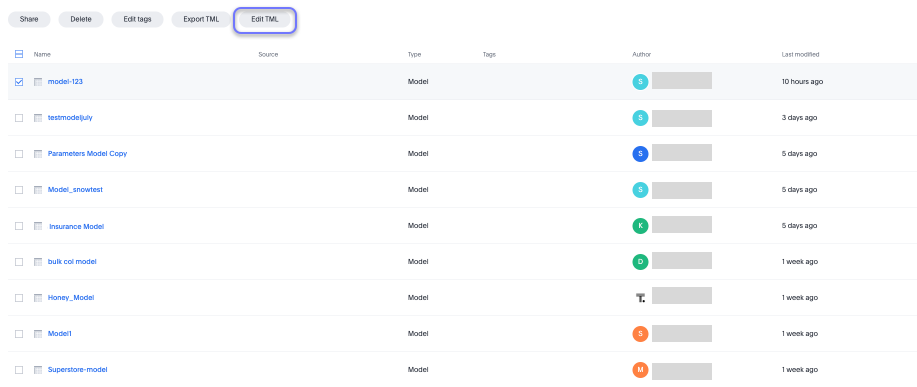 Share Delete Edit tags Export TML Edit TML
Name Source Type Tags Author Last modified
model-123 Model S 10 hours ago
testmodeljuly Model S 3 days ago
Parameters Model Copy Model S 5 days ago
Model_snowtest Model S 5 days ago
Insurance Model Model K 5 days ago
bulk col model Model D 1 week ago
Honey_Model Model T. 1 week ago
Model1 Model S 1 week ago
Superstore-model Model M 1 week ago